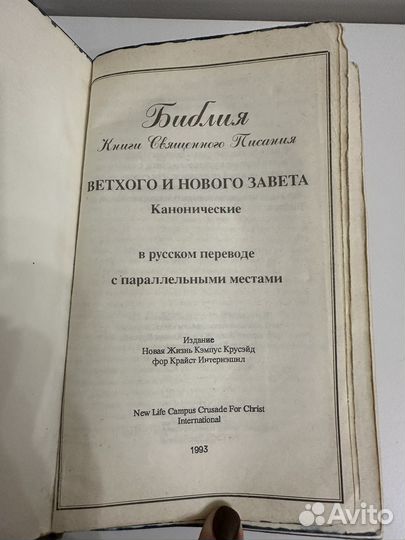 Библия
Книги Священного Писания
ВЕТХОГО И НОВОГО ЗАВЕТА
Канонические
в русском переводе
с параллельными местами
Издание
Новая Жизнь Кэмпус Крусэйд
фор Крайст Интернэшнл
New Life Campus Crusade For Christ
International
1993
Avito